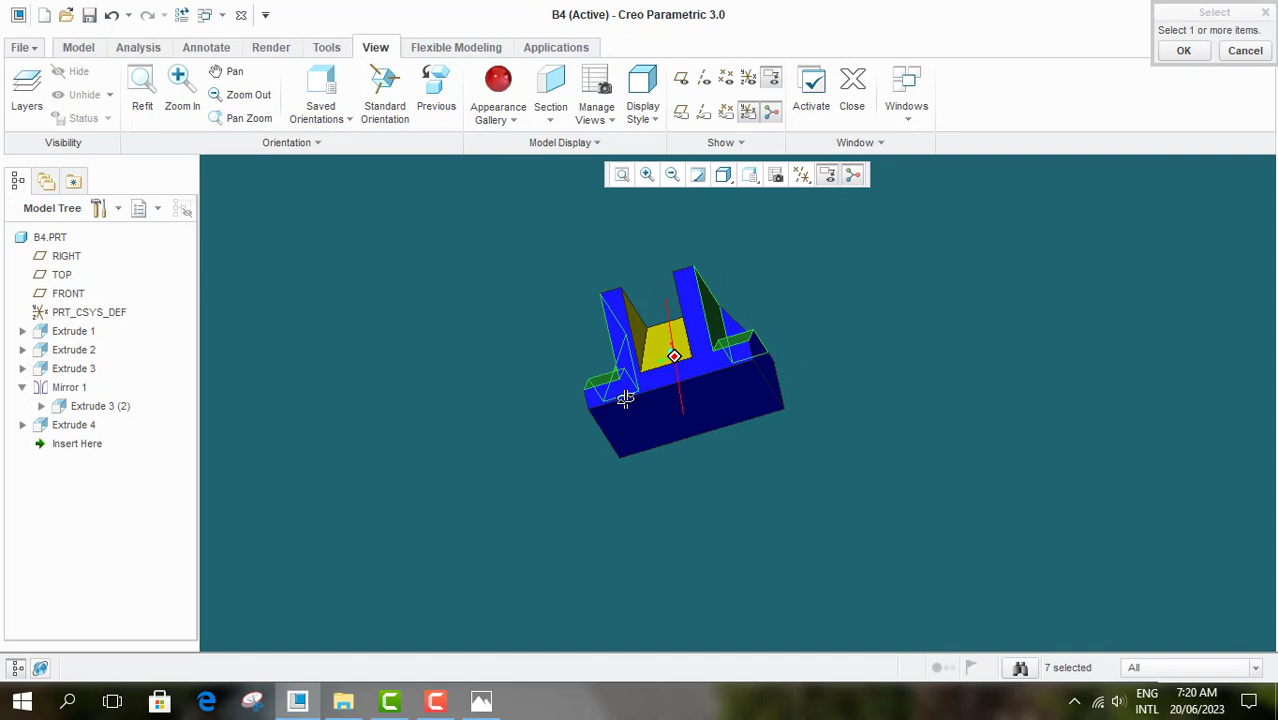 B4 (Active) - Creo Parametric 3.0
Select
Select 1 or more items.
OK
Cancel
File
Model
Analysis
Annotate
Render
Tools
View
Flexible Modeling
Applications
Layers
Hide
Unhide
Status
Refit
Zoom In
Pan
Zoom Out
Pan Zoom
Saved Orientations
Standard Orientation
Previous
Appearance Gallery
Section
Manage Views
Display Style
Activate
Close
Windows
Visibility
Orientation
Model Display
Show
Window
Model Tree
B4.PRT
RIGHT
TOP
FRONT
PRT_CSYS_DEF
Extrude 1
Extrude 2
Extrude 3
Mirror 1
Extrude 3 (2)
Extrude 4
Insert Here
7 selected
All
ENG
INTL
7:20 AM
20/06/2023